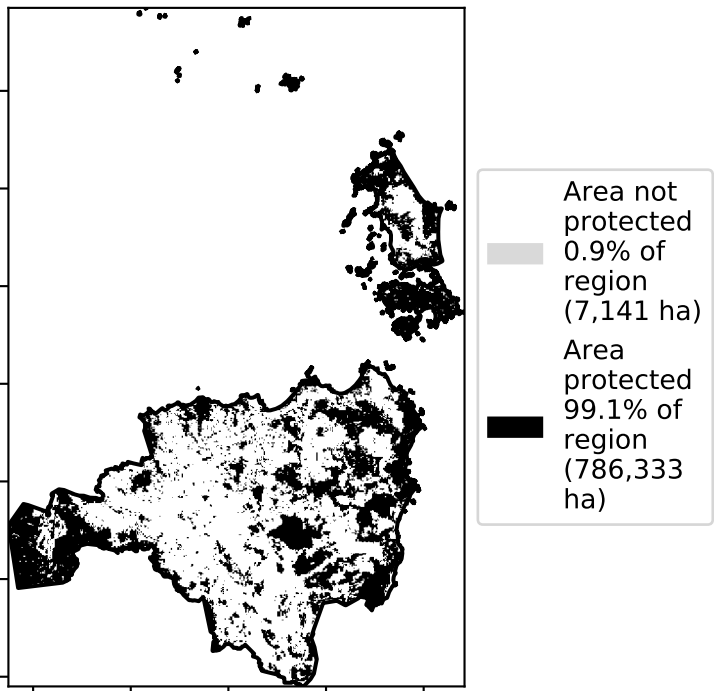 Area not
protected
0.9% of
region
(7,141 ha)
Area
protected
99.1% of
region
(786,333
ha)